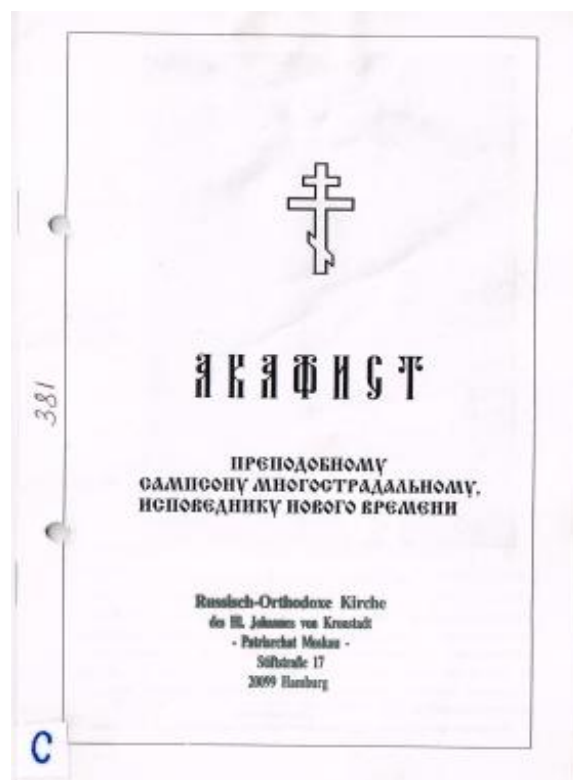 АКАФИСТ
ПРЕПОДОБНОМУ
САМПСОНУ МНОГОСТРАДАЛЬНОМУ,
ИСПОВЕДНИКУ НОВОГО ВРЕМЕНИ
Russisch-Orthodoxe Kirche
des Hl. Johannes von Kronstadt
- Patriarchat Moskau -
Stiftstraße 17
20099 Hamburg
381
C